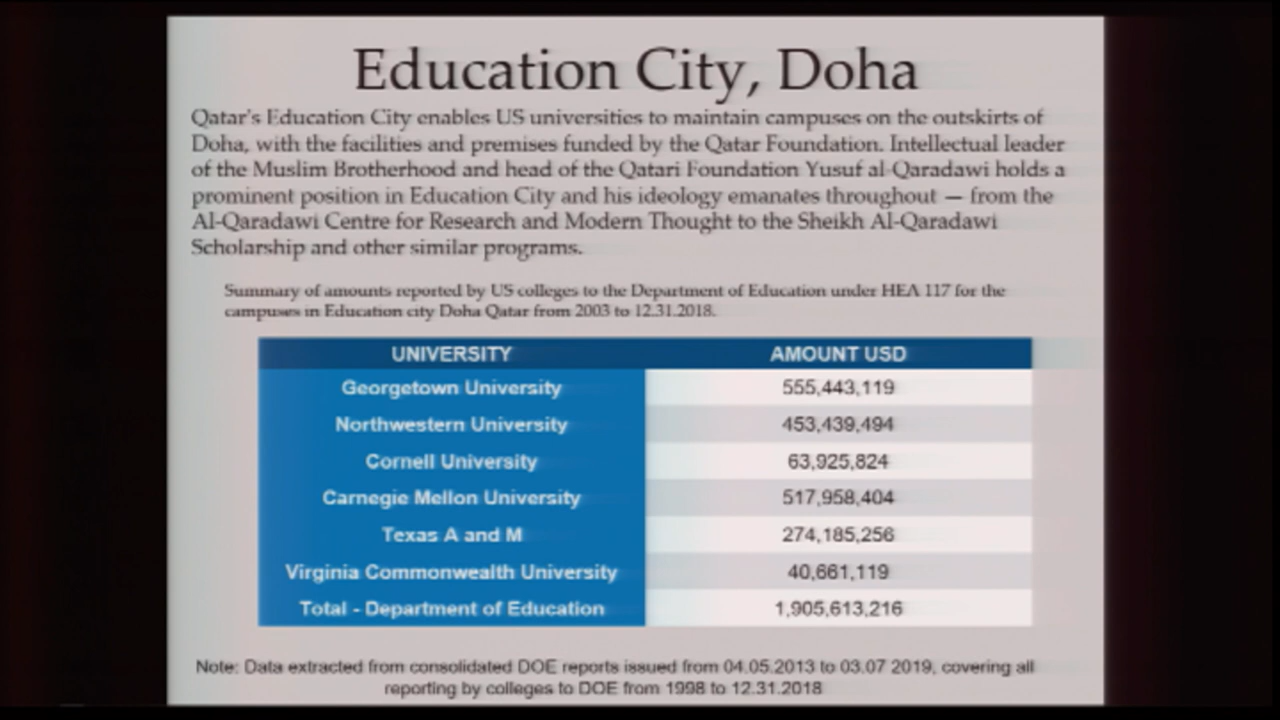 Education City, Doha
Qatar's Education City enables US universities to maintain campuses on the outskirts of
Doha, with the facilities and premises funded by the Qatar Foundation. Intellectual leader
of the Muslim Brotherhood and head of the Qatari Foundation Yusuf al-Qaradawi holds a
prominent position in Education City and his ideology emanates throughout — from the
Al-Qaradawi Centre for Research and Modern Thought to the Sheikh Al-Qaradawi
Scholarship and other similar programs.
Summary of amounts reported by US colleges to the Department of Education under HEA 117 for the
campuses in Education city Doha Qatar from 2003 to 12.31.2018.
UNIVERSITY AMOUNT USD
Georgetown University 555,443,119
Northwestern University 453,439,494
Cornell University 63,925,824
Carnegie Mellon University 517,958,404
Texas A and M 274,185,256
Virginia Commonwealth University 40,661,119
Total - Department of Education 1,905,613,216
Note: Data extracted from consolidated DOE reports issued from 04.05.2013 to 03.07 2019, covering all
reporting by colleges to DOE from 1998 to 12.31.2018